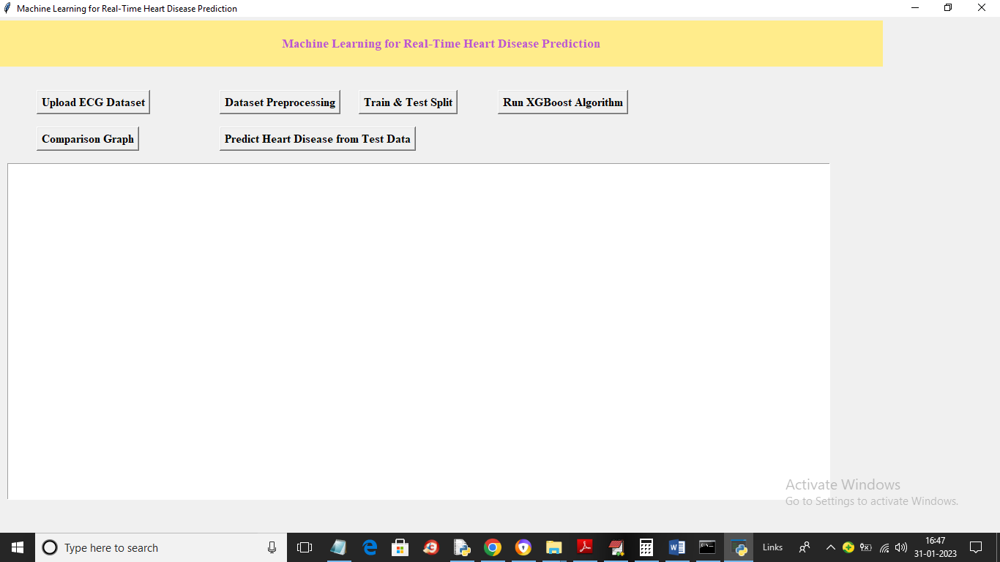 Machine Learning for Real-Time Heart Disease Prediction
Machine Learning for Real-Time Heart Disease Prediction
Upload ECG Dataset Dataset Preprocessing Train & Test Split Run XGBoost Algorithm
Comparison Graph Predict Heart Disease from Test Data
Activate Windows
Go to Settings to activate Windows.
Type here to search Links 16:47
31-01-2023